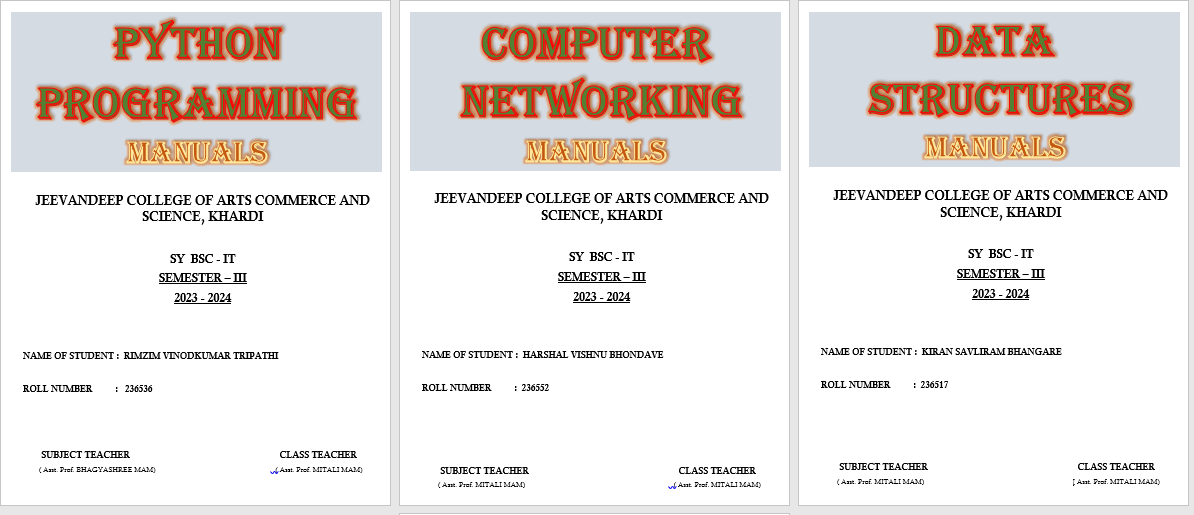 PYTHON
PROGRAMMING
MANUALS
JEEVANDEEP COLLEGE OF ARTS COMMERCE AND
SCIENCE, KHARDI
SY BSC - IT
SEMESTER – III
2023 - 2024
NAME OF STUDENT : RIMZIM VINODKUMAR TRIPATHI
ROLL NUMBER : 236536
SUBJECT TEACHER CLASS TEACHER
( Asst. Prof. BHAGYASHREE MAM) ( Asst. Prof. MITALI MAM)
COMPUTER
NETWORKING
MANUALS
JEEVANDEEP COLLEGE OF ARTS COMMERCE AND
SCIENCE, KHARDI
SY BSC - IT
SEMESTER – III
2023 - 2024
NAME OF STUDENT : HARSHAL VISHNU BHONDAVE
ROLL NUMBER : 236552
SUBJECT TEACHER CLASS TEACHER
( Asst. Prof. MITALI MAM) ( Asst. Prof. MITALI MAM)
DATA
STRUCTURES
MANUALS
JEEVANDEEP COLLEGE OF ARTS COMMERCE AND
SCIENCE, KHARDI
SY BSC - IT
SEMESTER – III
2023 - 2024
NAME OF STUDENT : KIRAN SAVLIRAM BHANGARE
ROLL NUMBER : 236517
SUBJECT TEACHER CLASS TEACHER
( Asst. Prof. MITALI MAM) ( Asst. Prof. MITALI MAM)